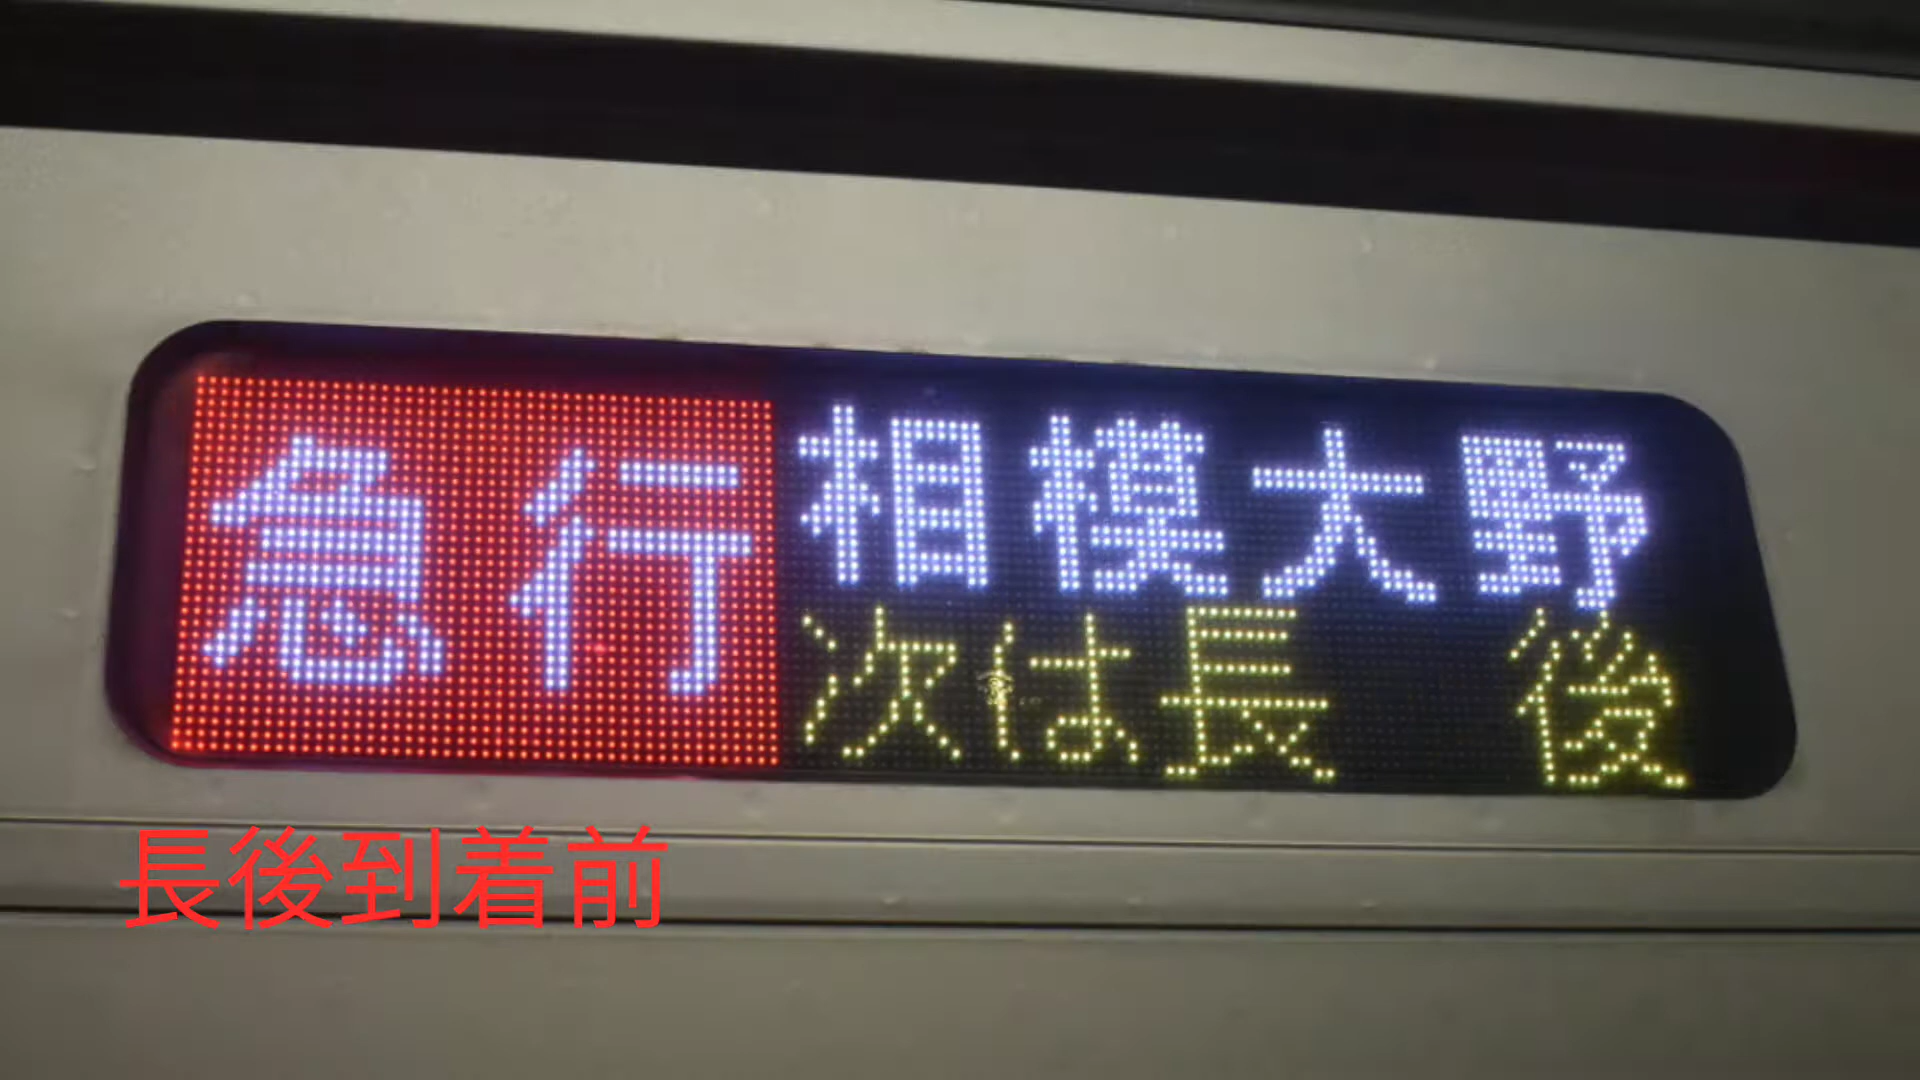 急行 相模大野
次は長　後
長後到着前